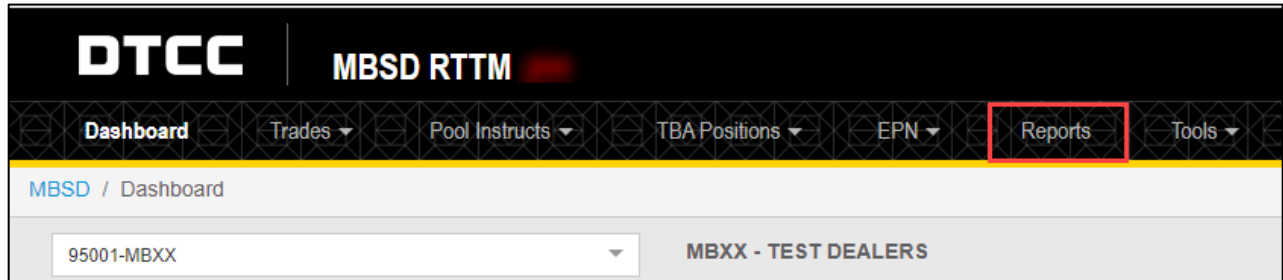 DTCC MBSD RTTM
Dashboard Trades Pool Instructs TBA Positions EPN Reports Tools
MBSD / Dashboard
95001-MBXX MBXX - TEST DEALERS